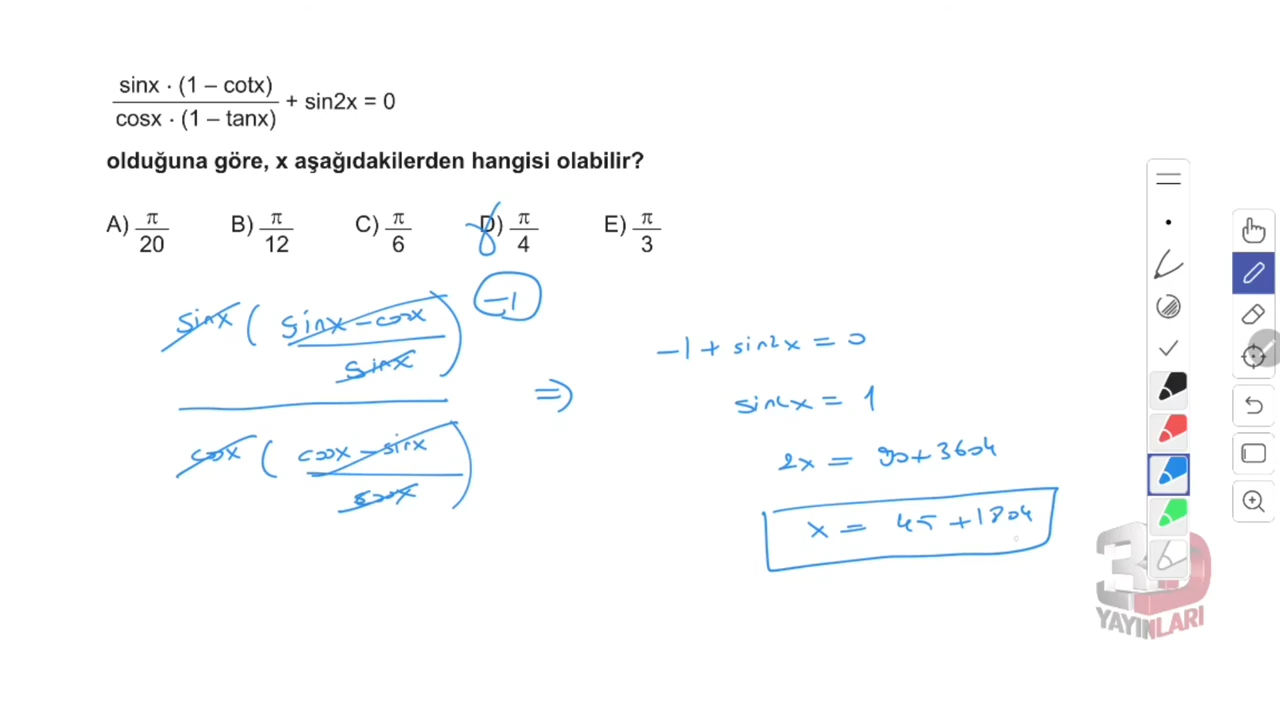 sinx · (1 – cotx)
cosx · (1 – tanx)
+ sin2x = 0
olduğuna göre, x aşağıdakilerden hangisi olabilir?
A) π/20 B) π/12 C) π/6 D) π/4 E) π/3
sinx ( sinx – cosx / sinx )
–1
cosx ( cosx – sinx / cosx )
⇒
–1 + sin2x = 0
sin2x = 1
2x = 90 + 360k
x = 45 + 180k
3D
YAYINLARI